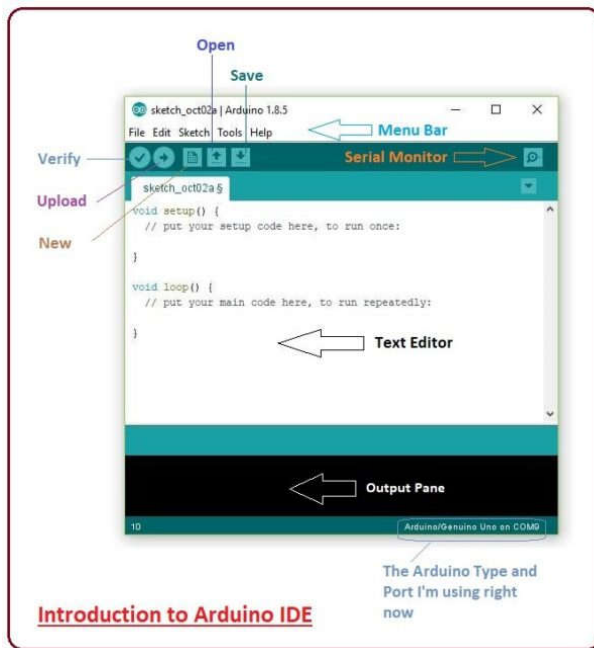 Open
Save
sketch_oct02a | Arduino 1.8.5
File Edit Sketch Tools Help
Menu Bar
Verify
Serial Monitor
sketch_oct02a §
Upload
void setup() {
// put your setup code here, to run once:
New
}
void loop() {
// put your main code here, to run repeatedly:
}
Text Editor
Output Pane
10
Arduino/Genuino Uno on COM9
The Arduino Type and
Port I'm using right
now
Introduction to Arduino IDE